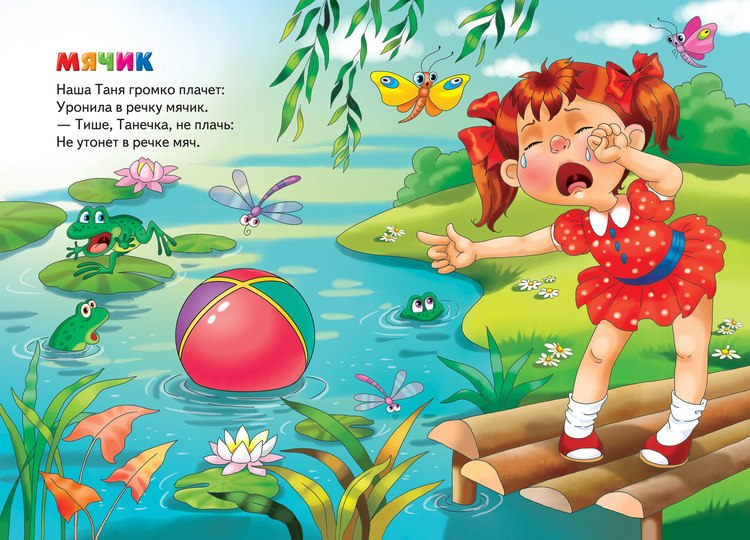 МЯЧИК
Наша Таня громко плачет:
Уронила в речку мячик.
— Тише, Танечка, не плачь:
Не утонет в речке мяч.